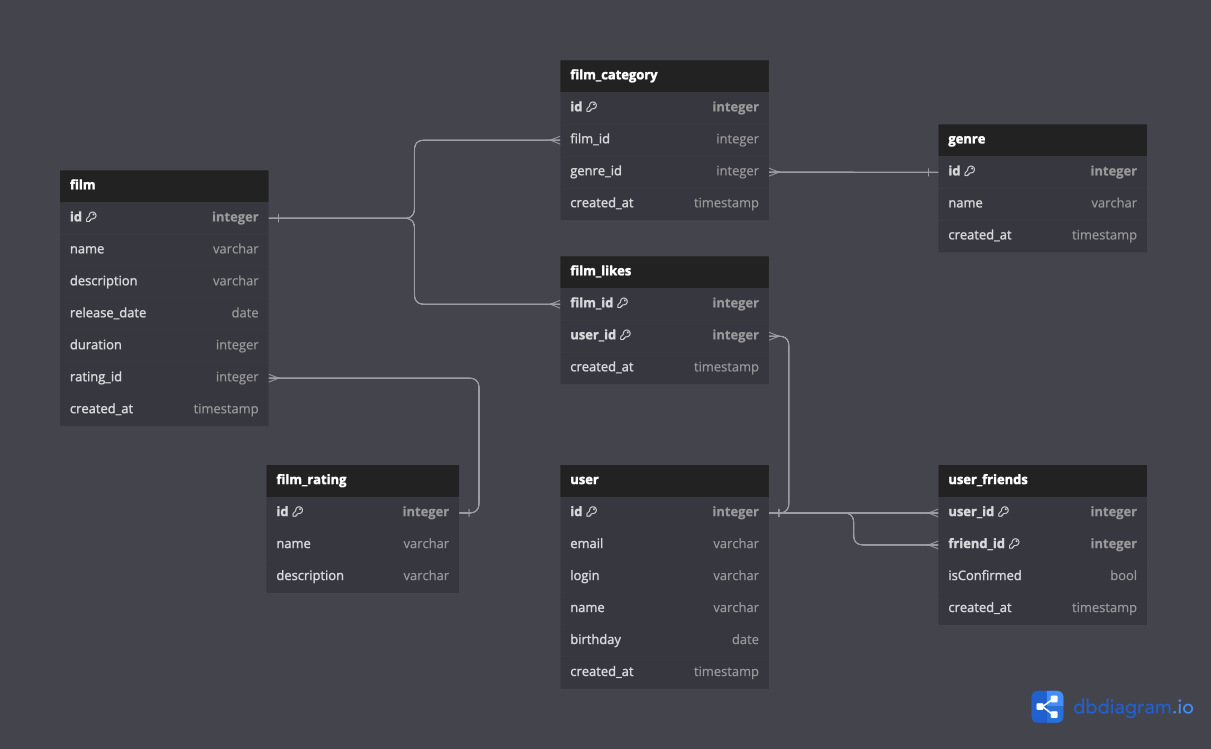 film_category
id integer
film_id integer
genre_id integer
created_at timestamp
genre
id integer
name varchar
created_at timestamp
film
id integer
name varchar
description varchar
release_date date
duration integer
rating_id integer
created_at timestamp
film_likes
film_id integer
user_id integer
created_at timestamp
film_rating
id integer
name varchar
description varchar
user
id integer
email varchar
login varchar
name varchar
birthday date
created_at timestamp
user_friends
user_id integer
friend_id integer
isConfirmed bool
created_at timestamp
dbdiagram.io